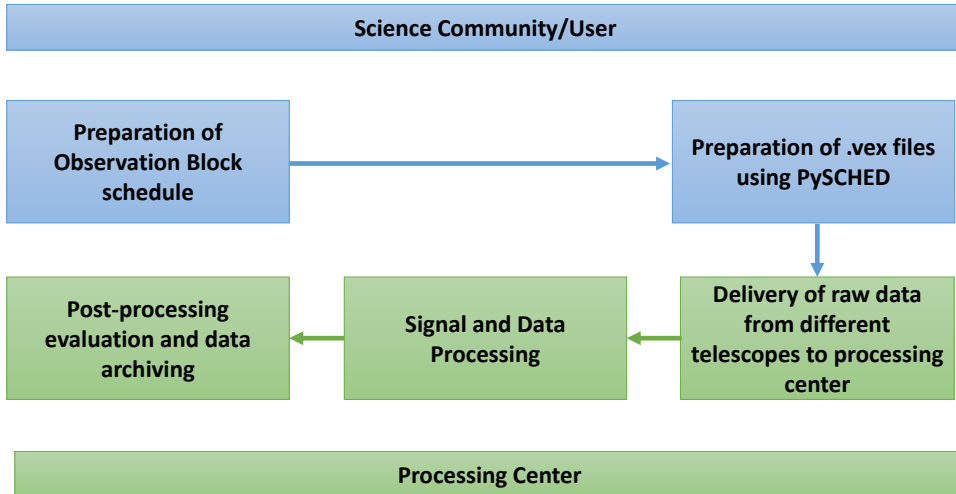 Science Community/User
Preparation of
Observation Block
schedule
Preparation of .vex files
using PySCHED
Post-processing
evaluation and data
archiving
Signal and Data
Processing
Delivery of raw data
from different
telescopes to processing
center
Processing Center